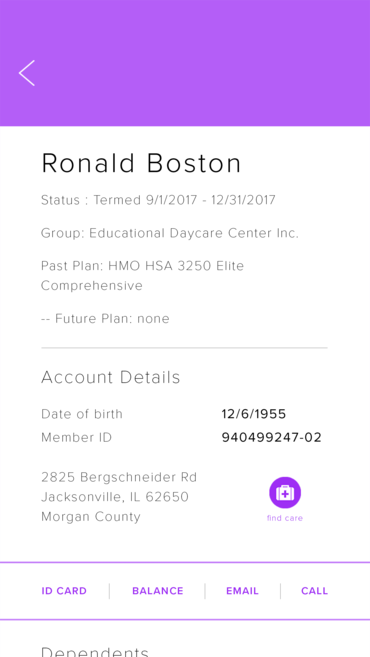 Ronald Boston
Status : Termed 9/1/2017 - 12/31/2017
Group: Educational Daycare Center Inc.
Past Plan: HMO HSA 3250 Elite
Comprehensive
-- Future Plan: none
Account Details
Date of birth 12/6/1955
Member ID 940499247-02
2825 Bergschneider Rd
Jacksonville, IL 62650
Morgan County
find care
ID CARD BALANCE EMAIL CALL
Dependents